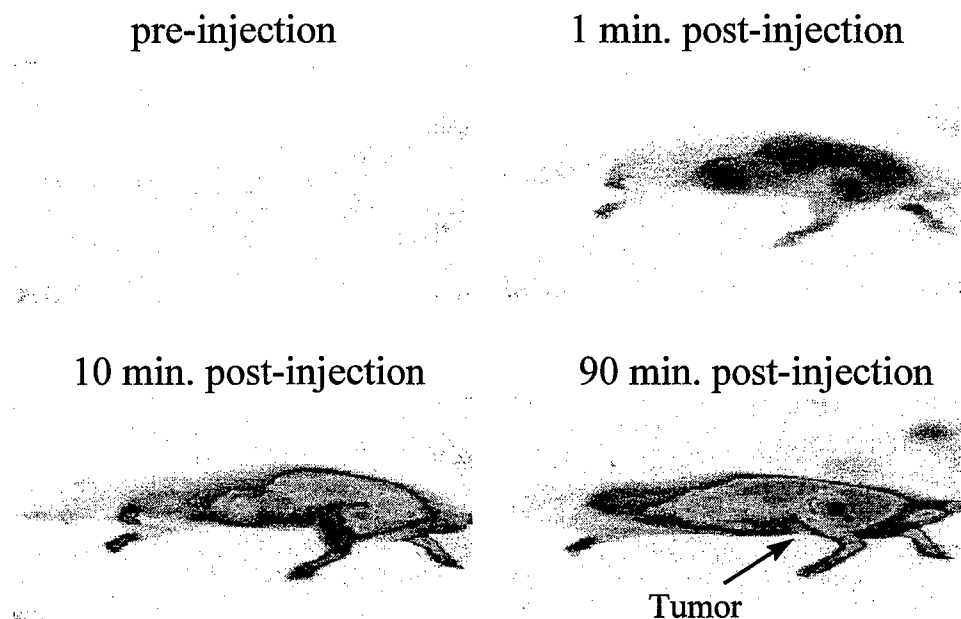 pre-injection
1 min. post-injection
10 min. post-injection
90 min. post-injection
Tumor